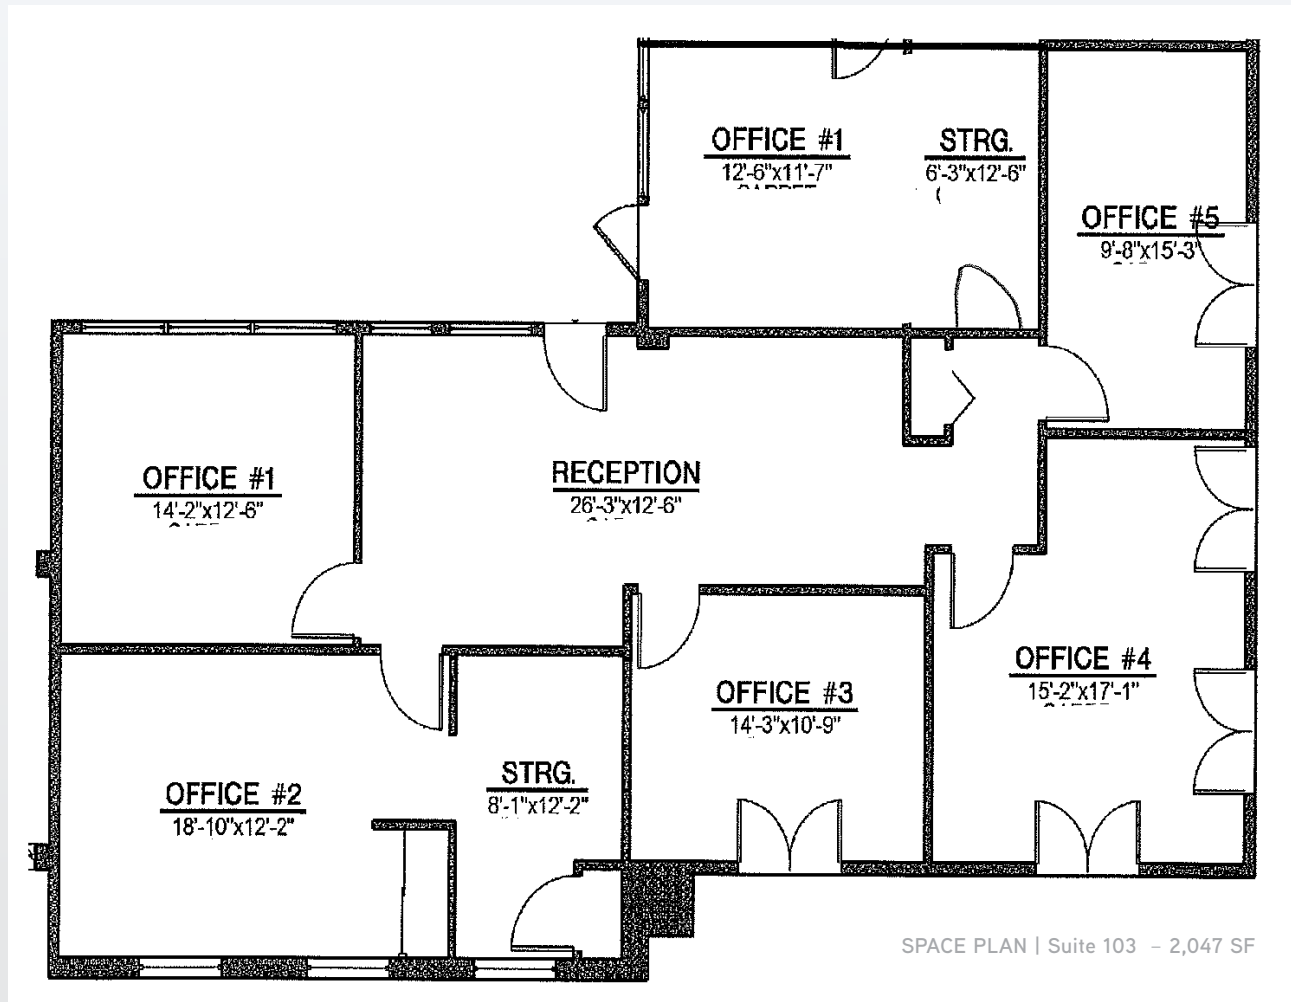 OFFICE #1
12'-6"x11'-7"
STRG.
6'-3"x12'-6"
OFFICE #5
9'-8"x15'-3"
OFFICE #1
14'-2"x12'-6"
RECEPTION
26'-3"x12'-6"
OFFICE #4
15'-2"x17'-1"
OFFICE #3
14'-3"x10'-9"
STRG.
8'-1"x12'-2"
OFFICE #2
18'-10"x12'-2"
SPACE PLAN | Suite 103 – 2,047 SF